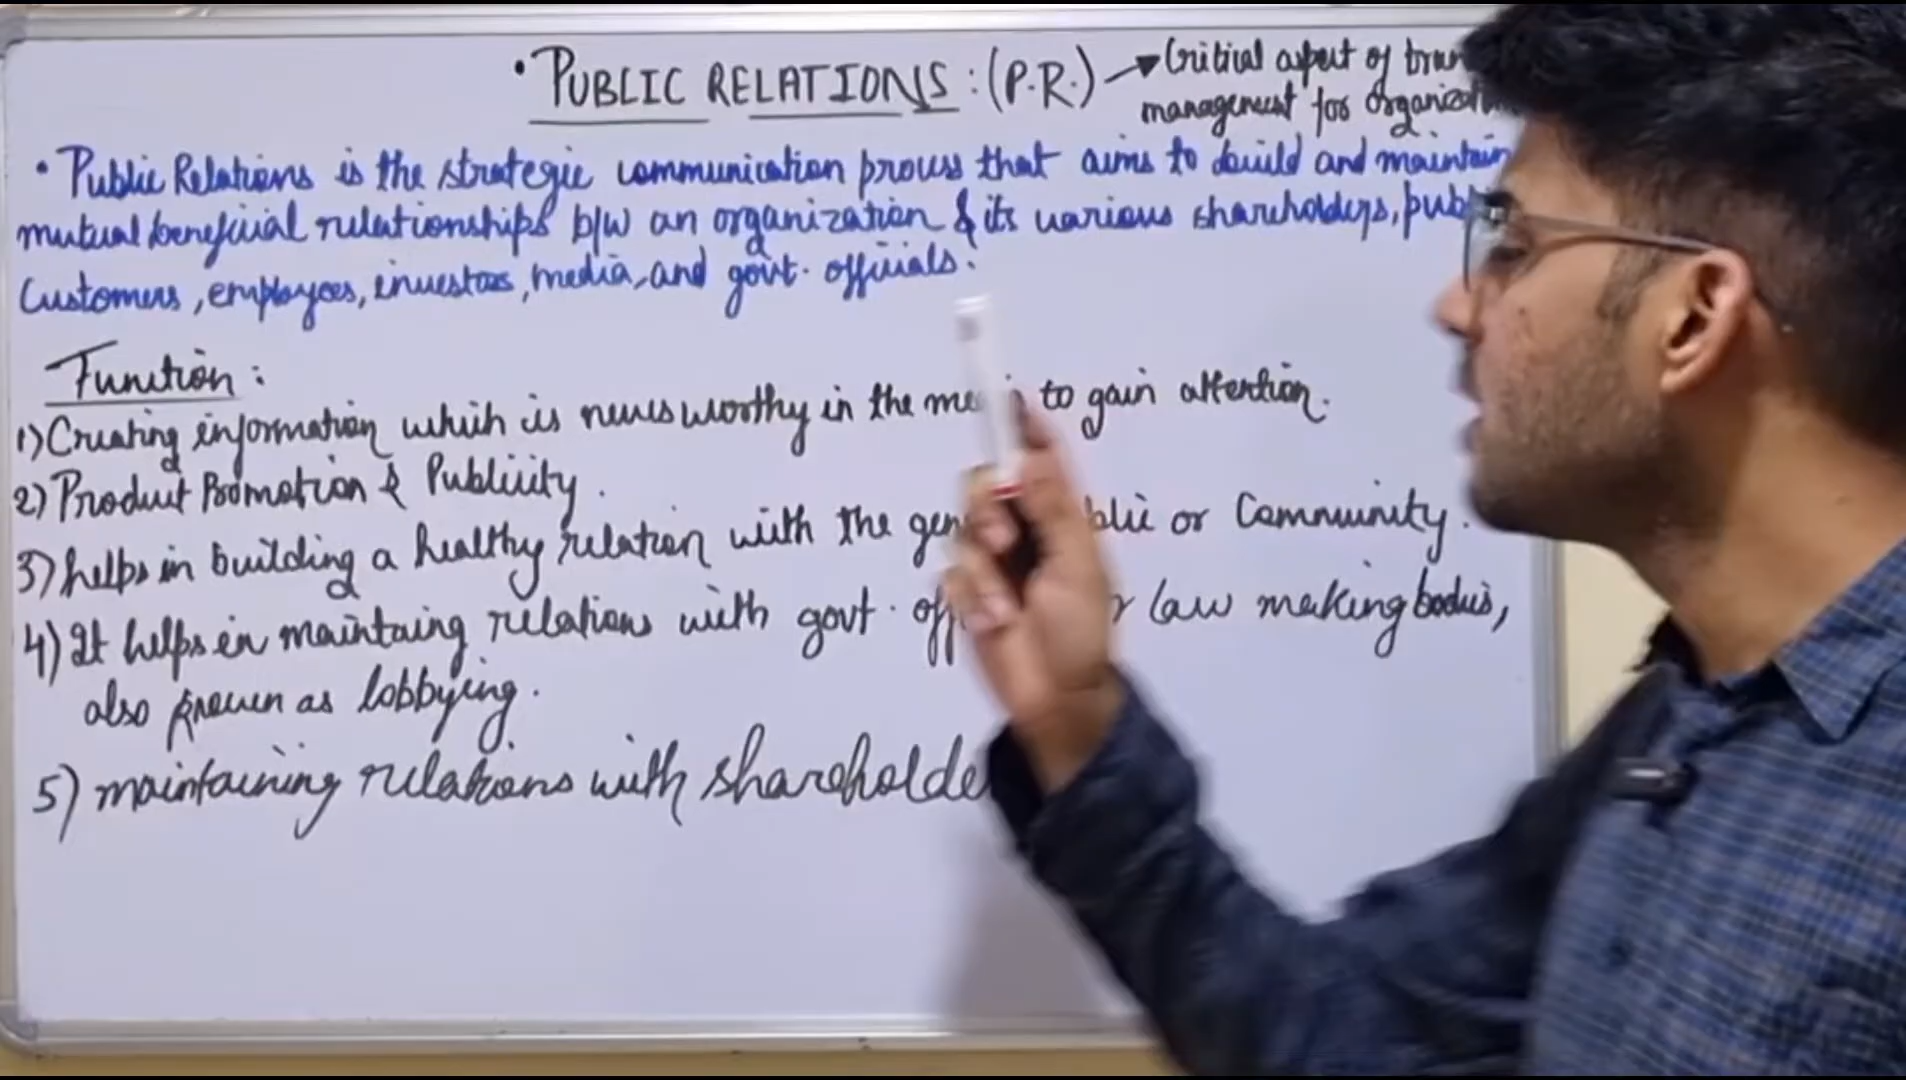 • PUBLIC RELATIONS : (P.R.) → Critical aspect of
management for
• Public Relations is the strategic communication process that aims to build and maintain
mutual beneficial relationships b/w an organization & its various shareholders,
Customers, employees, investors, media, and govt. officials.
Function :
1) Creating information which is newsworthy in the to gain attention.
2) Product Promotion & Publicity.
3) helps in building a healthy relation with the or Community.
4) It helps in maintaing relations with govt. law making bodies,
also known as lobbying.
5) maintaining relations with